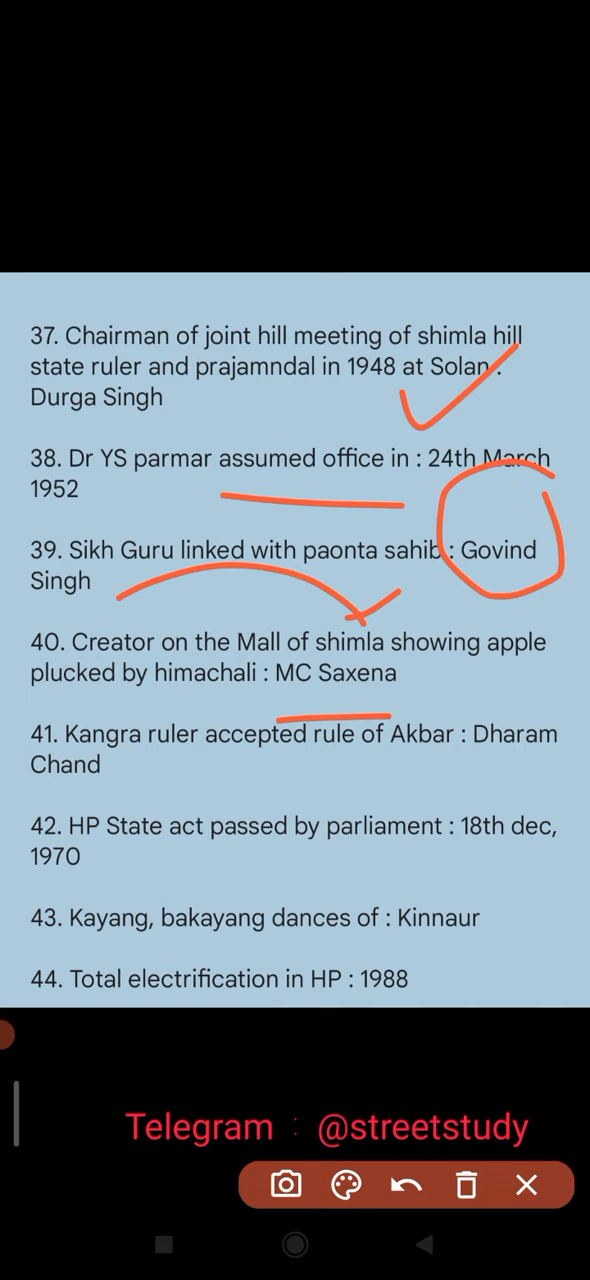 37. Chairman of joint hill meeting of shimla hill
state ruler and prajamndal in 1948 at Solan :
Durga Singh
38. Dr YS parmar assumed office in : 24th March
1952
39. Sikh Guru linked with paonta sahib : Govind
Singh
40. Creator on the Mall of shimla showing apple
plucked by himachali : MC Saxena
41. Kangra ruler accepted rule of Akbar : Dharam
Chand
42. HP State act passed by parliament : 18th dec,
1970
43. Kayang, bakayang dances of : Kinnaur
44. Total electrification in HP : 1988
Telegram : @streetstudy